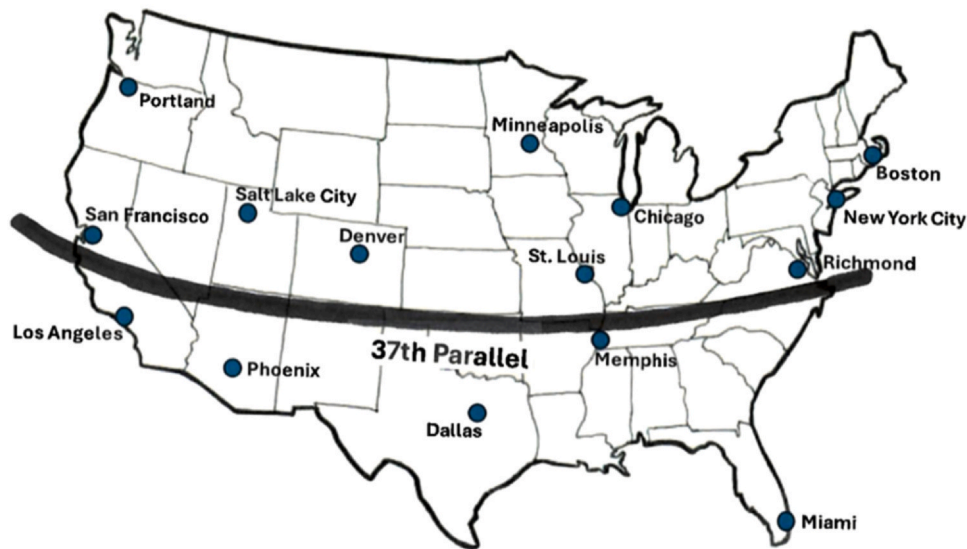 Portland
Minneapolis
Boston
Salt Lake City
New York City
San Francisco
Chicago
Denver
St. Louis
Richmond
Los Angeles
37th Parallel
Memphis
Phoenix
Dallas
Miami